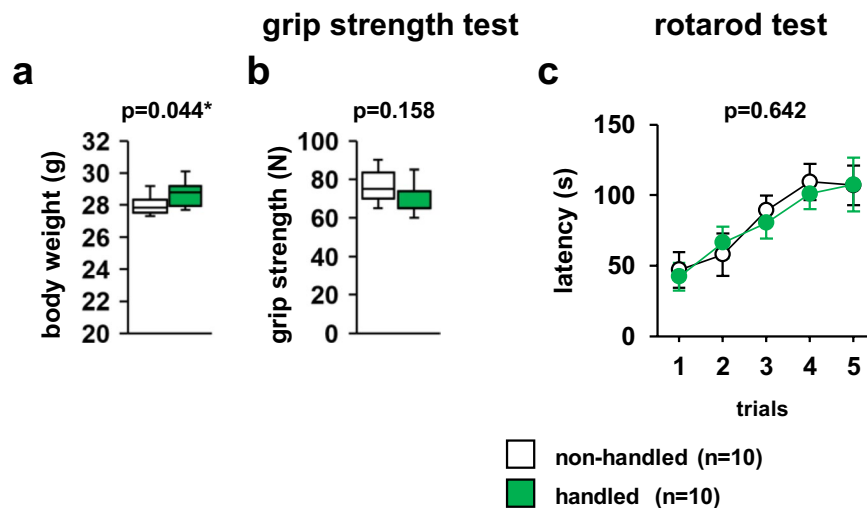 grip strength test
rotarod test
a
b
c
p=0.044*
p=0.158
p=0.642
body weight (g)
32
30
28
26
24
22
20
grip strength (N)
100
80
60
40
20
0
latency (s)
150
100
50
0
1 2 3 4 5
trials
non-handled (n=10)
handled (n=10)